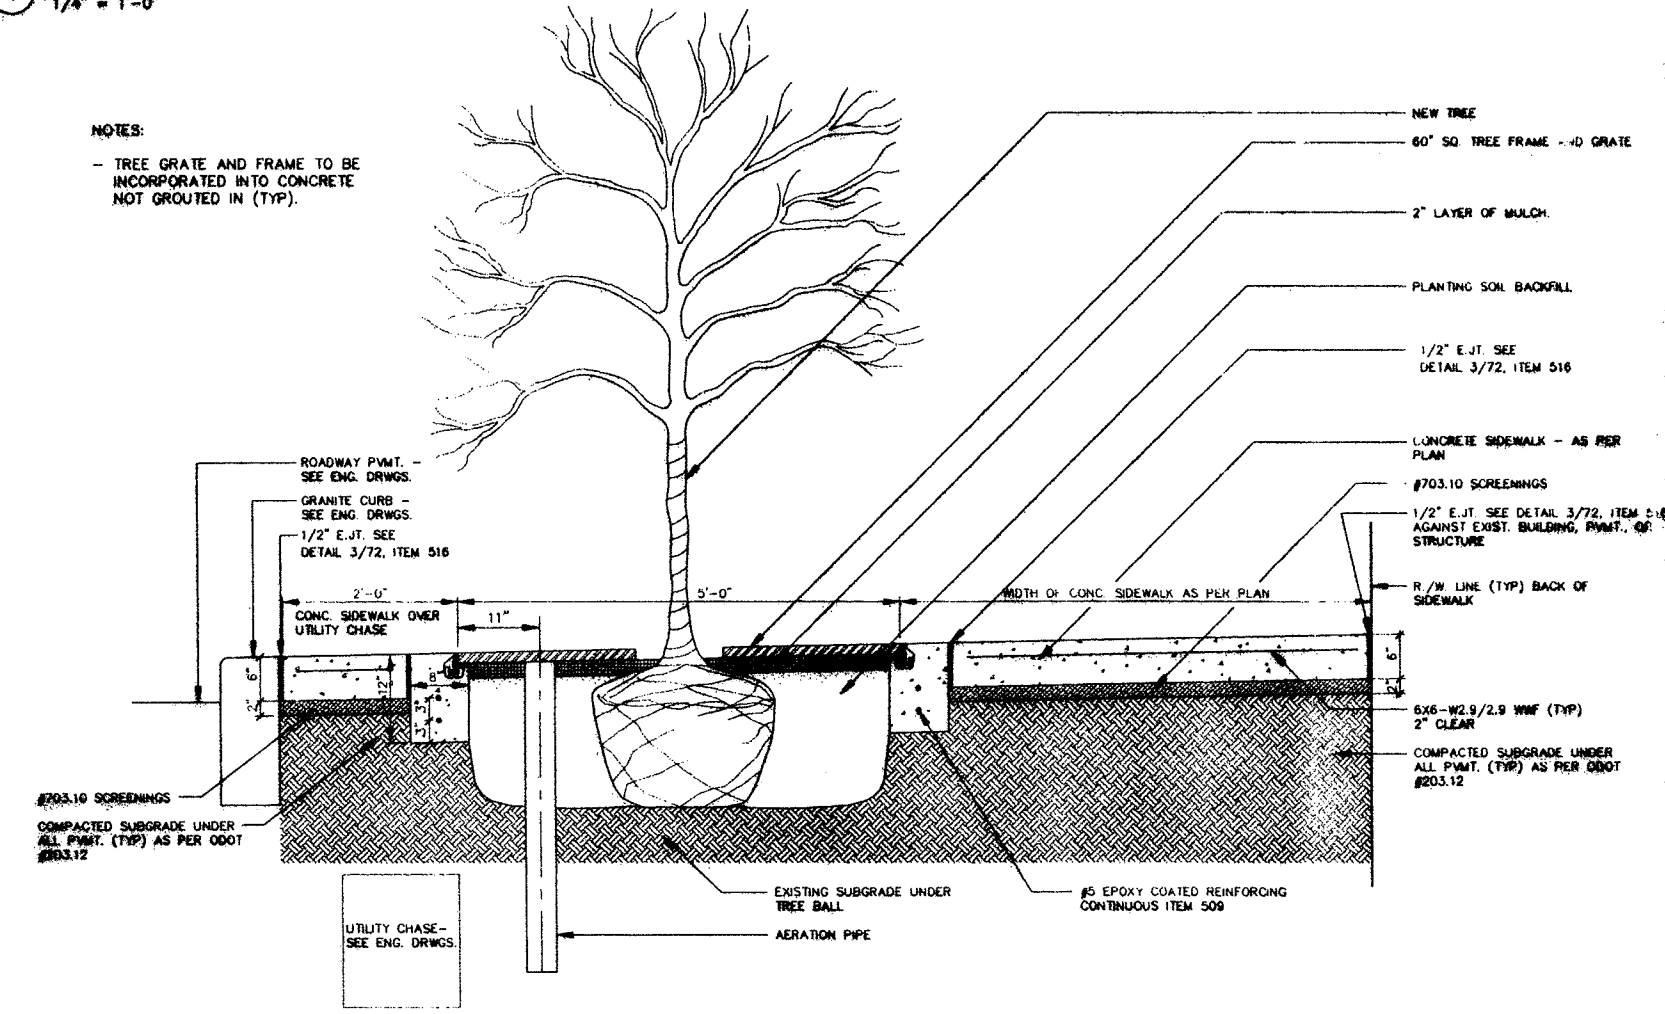 1/4" = 1'-0"
NOTES:
- TREE GRATE AND FRAME TO BE
INCORPORATED INTO CONCRETE
NOT GROUTED IN (TYP).
NEW TREE
60" SQ. TREE FRAME GRATE
2" LAYER OF MULCH.
PLANTING SOIL BACKFILL
1/2" E.JT. SEE
DETAIL 3/72, ITEM 516
CONCRETE SIDEWALK - AS PER
PLAN
#703.10 SCREENINGS
1/2" E.JT. SEE DETAIL 3/72, ITEM 516
AGAINST EXIST. BUILDING, PVMT., OR
STRUCTURE
R./W. LINE (TYP) BACK OF
SIDEWALK
6X6-W2.9/2.9 WWF (TYP)
2" CLEAR
COMPACTED SUBGRADE UNDER
ALL PVMT. (TYP) AS PER ODOT
#203.12
ROADWAY PVMT. -
SEE ENG. DRWGS.
GRANITE CURB -
SEE ENG. DRWGS.
1/2" E.JT. SEE
DETAIL 3/72, ITEM 516
2'-0"
5'-0"
WIDTH OF CONC. SIDEWALK AS PER PLAN
CONC. SIDEWALK OVER
UTILITY CHASE
11"
6"
2"
12"
8"
3"
3"
6"
2"
#703.10 SCREENINGS
COMPACTED SUBGRADE UNDER
ALL PVMT. (TYP) AS PER ODOT
#203.12
UTILITY CHASE-
SEE ENG. DRWGS.
EXISTING SUBGRADE UNDER
TREE BALL
AERATION PIPE
#5 EPOXY COATED REINFORCING
CONTINUOUS ITEM 509